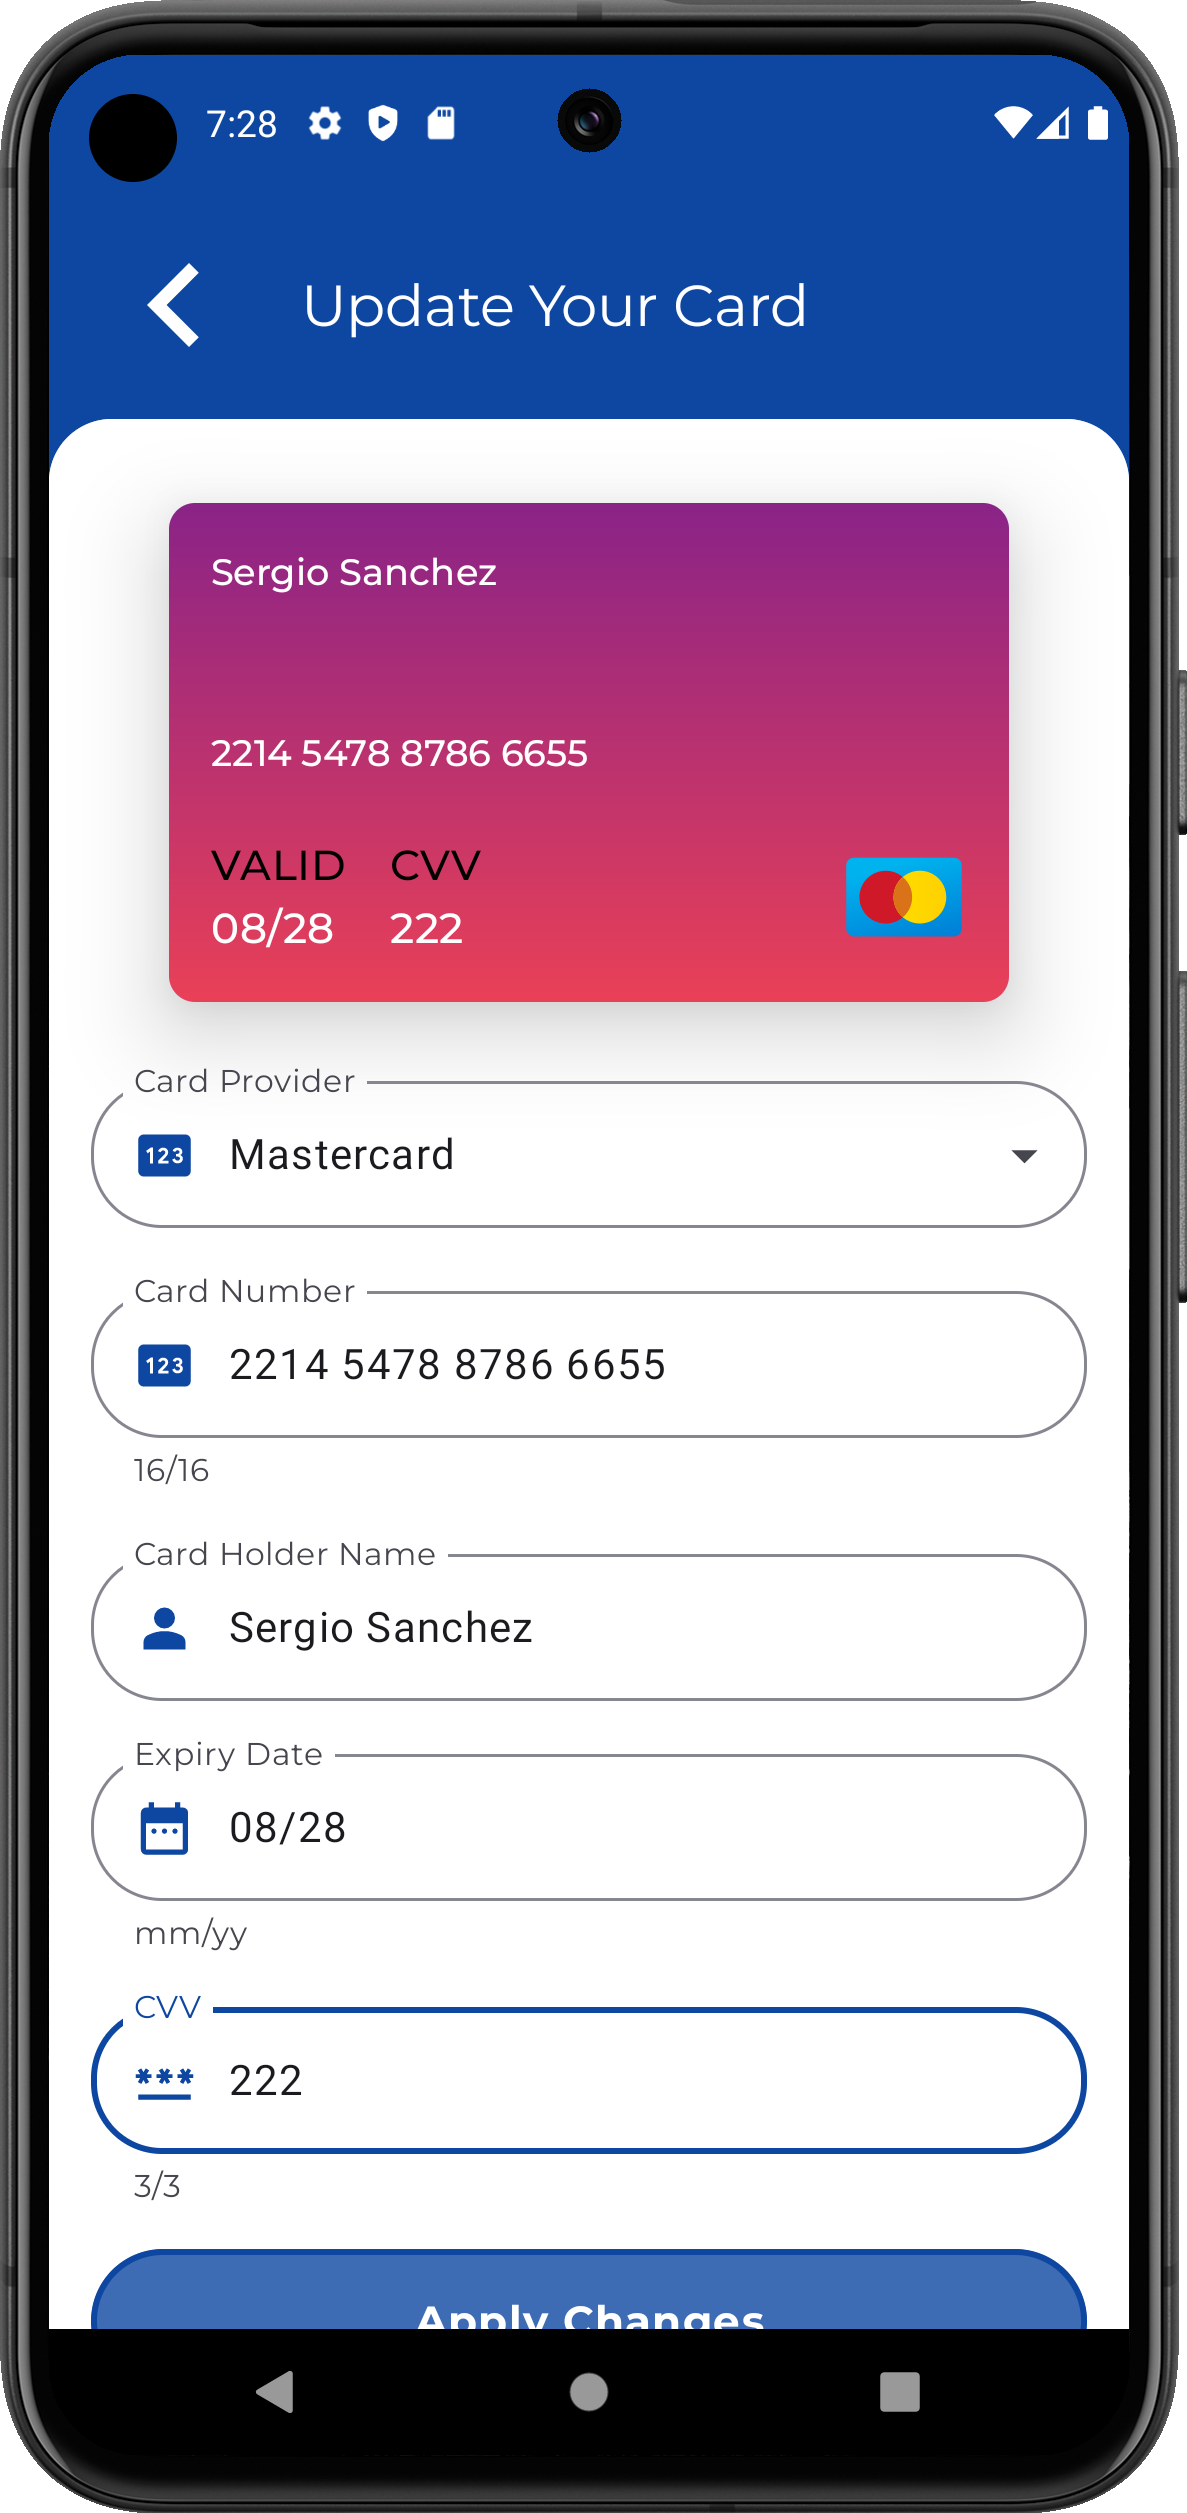 7:28
Update Your Card
Sergio Sanchez
2214 5478 8786 6655
VALID CVV
08/28 222
Card Provider
123 Mastercard
Card Number
123 2214 5478 8786 6655
16/16
Card Holder Name
Sergio Sanchez
Expiry Date
08/28
mm/yy
CVV
*** 222
3/3
Apply Changes